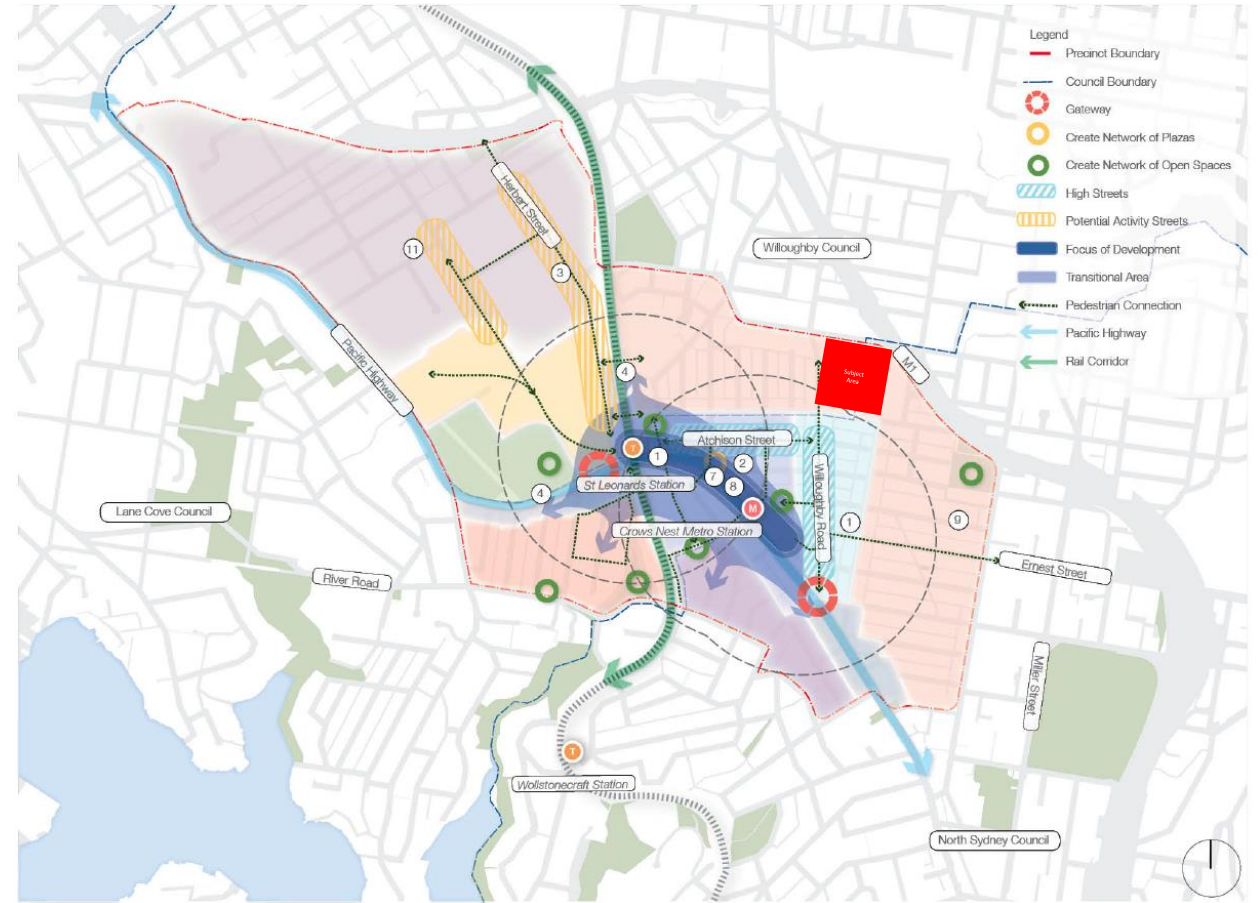 Legend
Precinct Boundary
Council Boundary
Gateway
Create Network of Plazas
Create Network of Open Spaces
High Streets
Potential Activity Streets
Focus of Development
Transitional Area
Pedestrian Connection
Pacific Highway
Rail Corridor
Herbert Street
Willoughby Council
11
3
Pacific Highway
M1
Subject
Area
4
Atchison Street
T
1
2
7
8
St Leonards Station
4
M
Willoughby Road
Lane Cove Council
Crows Nest Metro Station
1
9
River Road
Ernest Street
Miller Street
T
Wollstonecraft Station
North Sydney Council